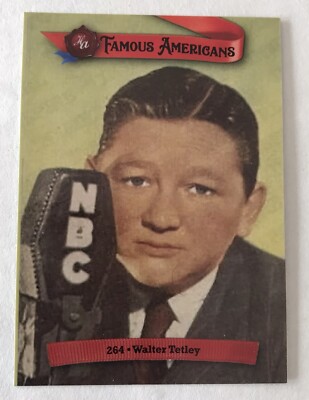 FAMOUS AMERICANS
NBC
264 • Walter Tetley